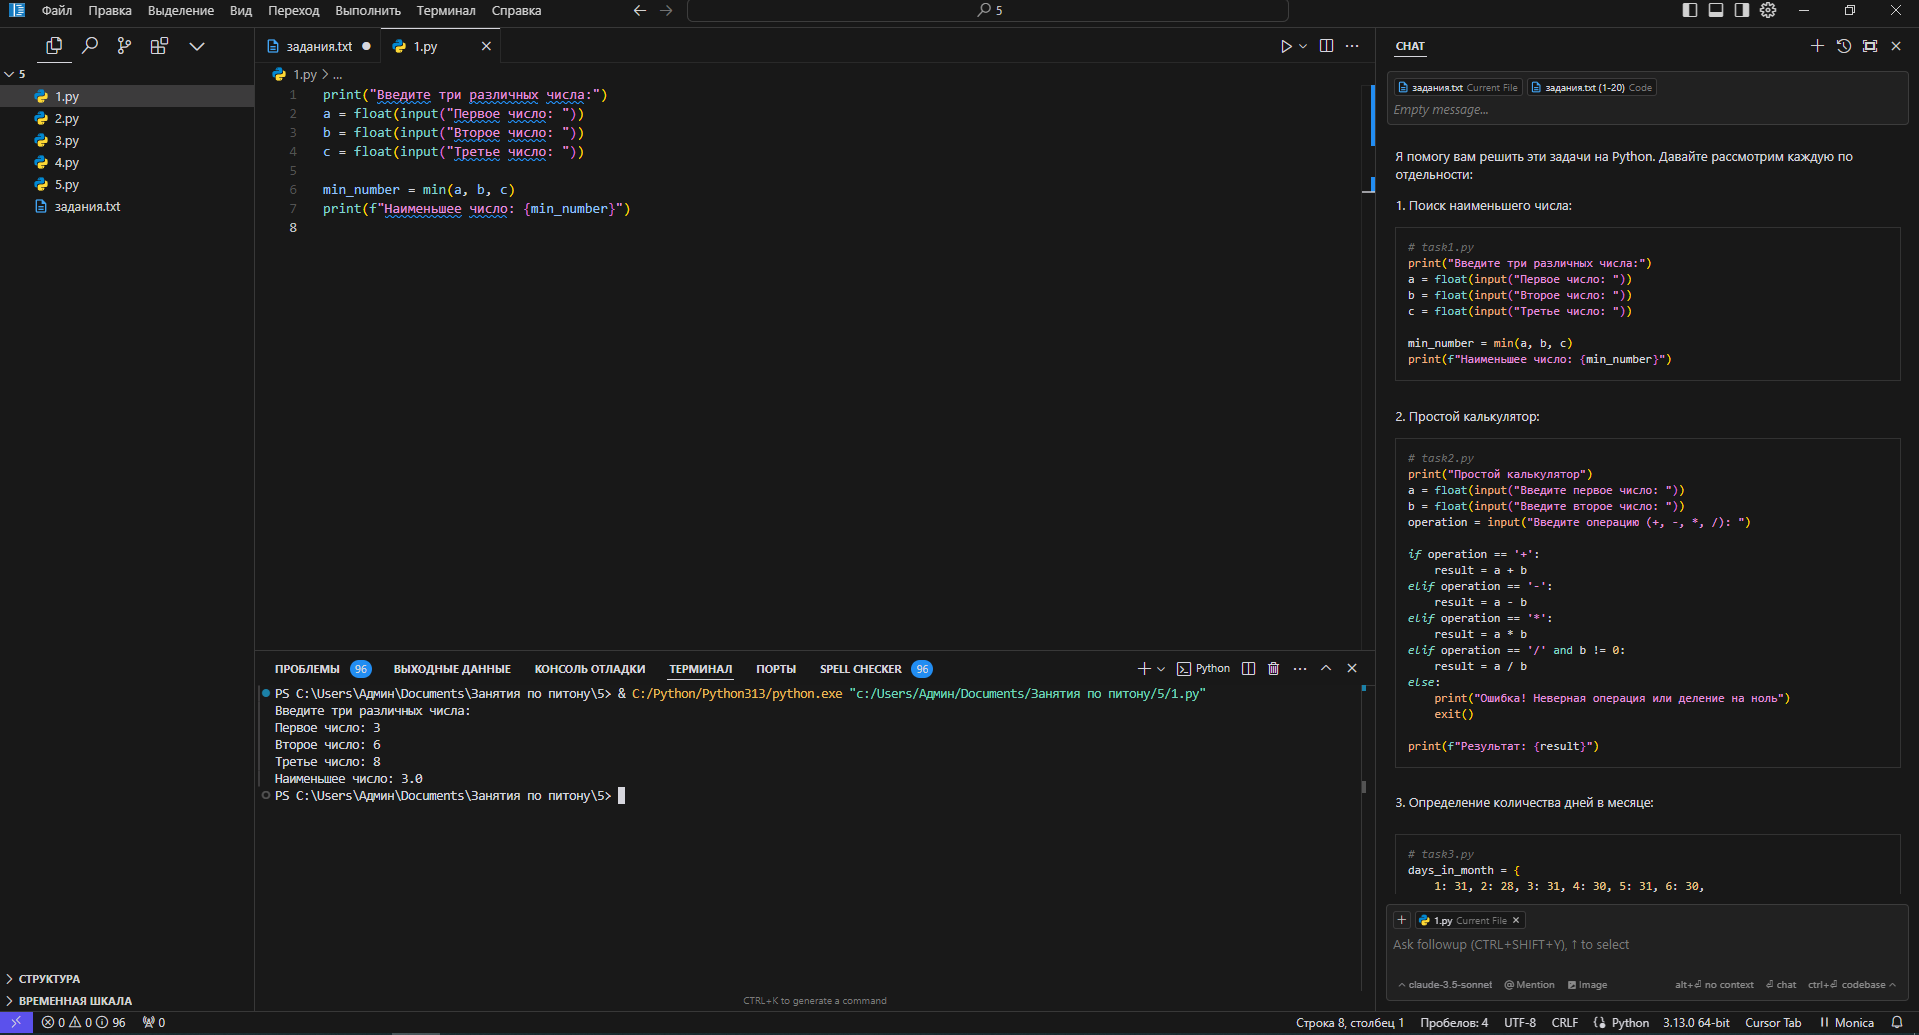 Файл Правка Выделение Вид Переход Выполнить Терминал Справка
5
5
1.py
2.py
3.py
4.py
5.py
задания.txt
СТРУКТУРА
ВРЕМЕННАЯ ШКАЛА
задания.txt 1.py
1.py > ...
1 print("Введите три различных числа:")
2 a = float(input("Первое число: "))
3 b = float(input("Второе число: "))
4 c = float(input("Третье число: "))
5
6 min_number = min(a, b, c)
7 print(f"Наименьшее число: {min_number}")
8
ПРОБЛЕМЫ 96 ВЫХОДНЫЕ ДАННЫЕ КОНСОЛЬ ОТЛАДКИ ТЕРМИНАЛ ПОРТЫ SPELL CHECKER 96
Python
PS C:\Users\Админ\Documents\Занятия по питону\5> & C:/Python/Python313/python.exe "c:/Users/Админ/Documents/Занятия по питону/5/1.py"
Введите три различных числа:
Первое число: 3
Второе число: 6
Третье число: 8
Наименьшее число: 3.0
PS C:\Users\Админ\Documents\Занятия по питону\5>
CTRL+K to generate a command
CHAT
задания.txt Current File задания.txt (1-20) Code
Empty message...
Я помогу вам решить эти задачи на Python. Давайте рассмотрим каждую по
отдельности:
1. Поиск наименьшего числа:
# task1.py
print("Введите три различных числа:")
a = float(input("Первое число: "))
b = float(input("Второе число: "))
c = float(input("Третье число: "))
min_number = min(a, b, c)
print(f"Наименьшее число: {min_number}")
2. Простой калькулятор:
# task2.py
print("Простой калькулятор")
a = float(input("Введите первое число: "))
b = float(input("Введите второе число: "))
operation = input("Введите операцию (+, -, *, /): ")
if operation == '+':
    result = a + b
elif operation == '-':
    result = a - b
elif operation == '*':
    result = a * b
elif operation == '/' and b != 0:
    result = a / b
else:
    print("Ошибка! Неверная операция или деление на ноль")
    exit()
print(f"Результат: {result}")
3. Определение количества дней в месяце:
# task3.py
days_in_month = {
    1: 31, 2: 28, 3: 31, 4: 30, 5: 31, 6: 30,
1.py Current File
Ask followup (CTRL+SHIFT+Y), ↑ to select
claude-3.5-sonnet @ Mention Image alt+⏎ no context ⏎ chat ctrl+⏎ codebase
0 0 96 0
Строка 8, столбец 1 Пробелов: 4 UTF-8 CRLF Python 3.13.0 64-bit Cursor Tab Monica